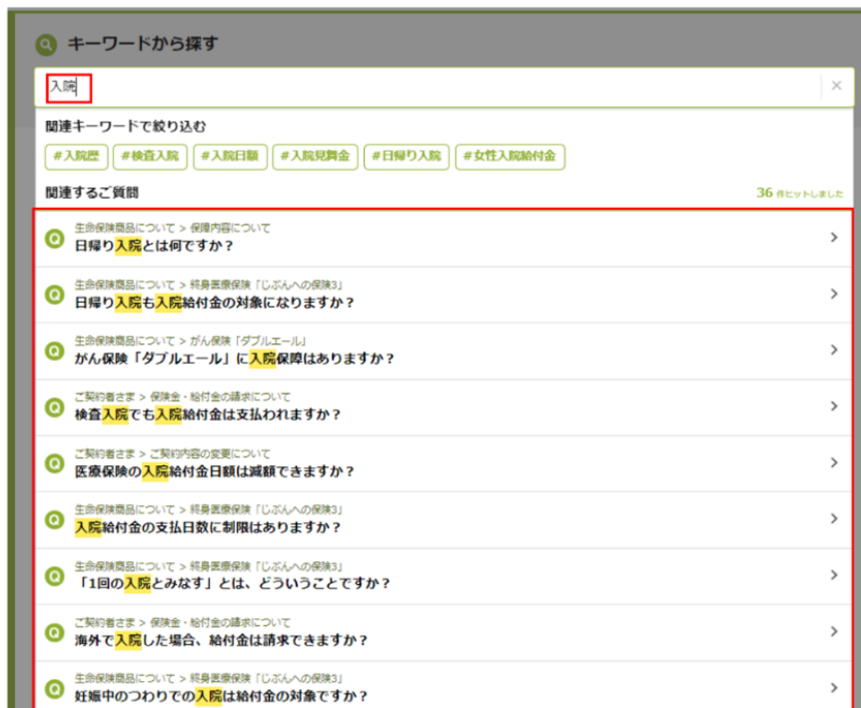 キーワードから探す
入院
関連キーワードで絞り込む
#入院歴 #検査入院 #入院日額 #入院見舞金 #日帰り入院 #女性入院給付金
関連するご質問 36 件ヒットしました
生命保険商品について > 保障内容について
Q 日帰り入院とは何ですか？
生命保険商品について > 終身医療保険「じぶんへの保険3」
Q 日帰り入院も入院給付金の対象になりますか？
生命保険商品について > がん保険「ダブルエール」
Q がん保険「ダブルエール」に入院保障はありますか？
ご契約者さま > 保険金・給付金の請求について
Q 検査入院でも入院給付金は支払われますか？
ご契約者さま > ご契約内容の変更について
Q 医療保険の入院給付金日額は減額できますか？
生命保険商品について > 終身医療保険「じぶんへの保険3」
Q 入院給付金の支払日数に制限はありますか？
生命保険商品について > 終身医療保険「じぶんへの保険3」
Q 「1回の入院とみなす」とは、どういうことですか？
ご契約者さま > 保険金・給付金の請求について
Q 海外で入院した場合、給付金は請求できますか？
生命保険商品について > 終身医療保険「じぶんへの保険3」
Q 妊娠中のつわりでの入院は給付金の対象ですか？